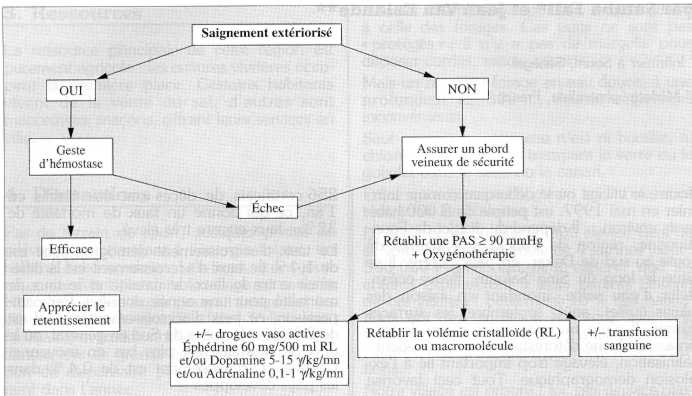 Saignement extériorisé
OUI
NON
Geste
d'hémostase
Assurer un abord
veineux de sécurité
Échec
Efficace
Rétablir une PAS ≥ 90 mmHg
+ Oxygénothérapie
Apprécier le
retentissement
+/– drogues vaso actives
Éphédrine 60 mg/500 ml RL
et/ou Dopamine 5-15 γ/kg/mn
et/ou Adrénaline 0,1-1 γ/kg/mn
Rétablir la volémie cristalloïde (RL)
ou macromolécule
+/– transfusion
sanguine